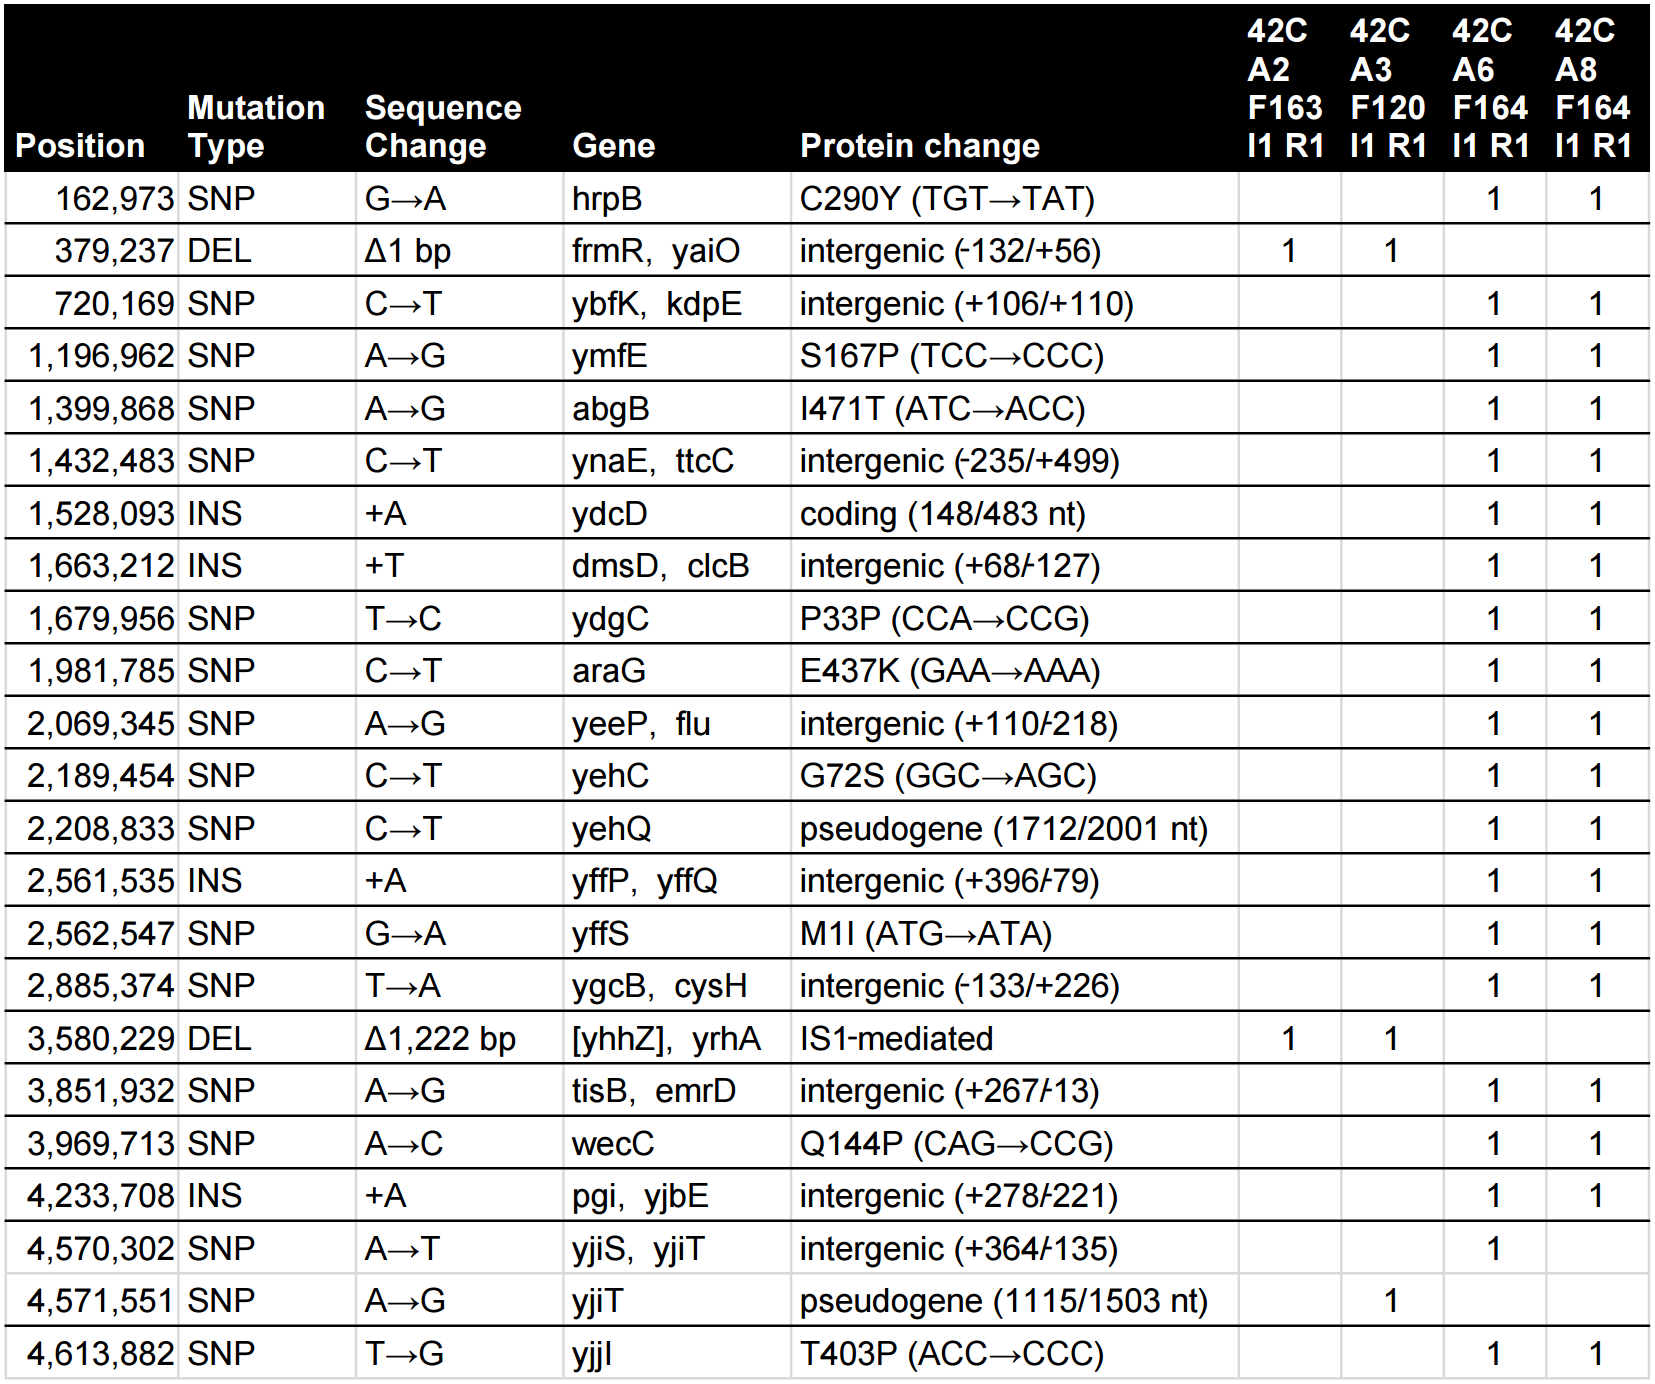 Position Mutation Type Sequence Change Gene Protein change 42C A2 F163 I1 R1 42C A3 F120 I1 R1 42C A6 F164 I1 R1 42C A8 F164 I1 R1
162,973 SNP G→A hrpB C290Y (TGT→TAT) 1 1
379,237 DEL Δ1 bp frmR, yaiO intergenic (-132/+56) 1 1
720,169 SNP C→T ybfK, kdpE intergenic (+106/+110) 1 1
1,196,962 SNP A→G ymfE S167P (TCC→CCC) 1 1
1,399,868 SNP A→G abgB I471T (ATC→ACC) 1 1
1,432,483 SNP C→T ynaE, ttcC intergenic (-235/+499) 1 1
1,528,093 INS +A ydcD coding (148/483 nt) 1 1
1,663,212 INS +T dmsD, clcB intergenic (+68/-127) 1 1
1,679,956 SNP T→C ydgC P33P (CCA→CCG) 1 1
1,981,785 SNP C→T araG E437K (GAA→AAA) 1 1
2,069,345 SNP A→G yeeP, flu intergenic (+110/-218) 1 1
2,189,454 SNP C→T yehC G72S (GGC→AGC) 1 1
2,208,833 SNP C→T yehQ pseudogene (1712/2001 nt) 1 1
2,561,535 INS +A yffP, yffQ intergenic (+396/-79) 1 1
2,562,547 SNP G→A yffS M1I (ATG→ATA) 1 1
2,885,374 SNP T→A ygcB, cysH intergenic (-133/+226) 1 1
3,580,229 DEL Δ1,222 bp [yhhZ], yrhA IS1-mediated 1 1
3,851,932 SNP A→G tisB, emrD intergenic (+267/-13) 1 1
3,969,713 SNP A→C wecC Q144P (CAG→CCG) 1 1
4,233,708 INS +A pgi, yjbE intergenic (+278/-221) 1 1
4,570,302 SNP A→T yjiS, yjiT intergenic (+364/-135) 1
4,571,551 SNP A→G yjiT pseudogene (1115/1503 nt) 1
4,613,882 SNP T→G yjjI T403P (ACC→CCC) 1 1